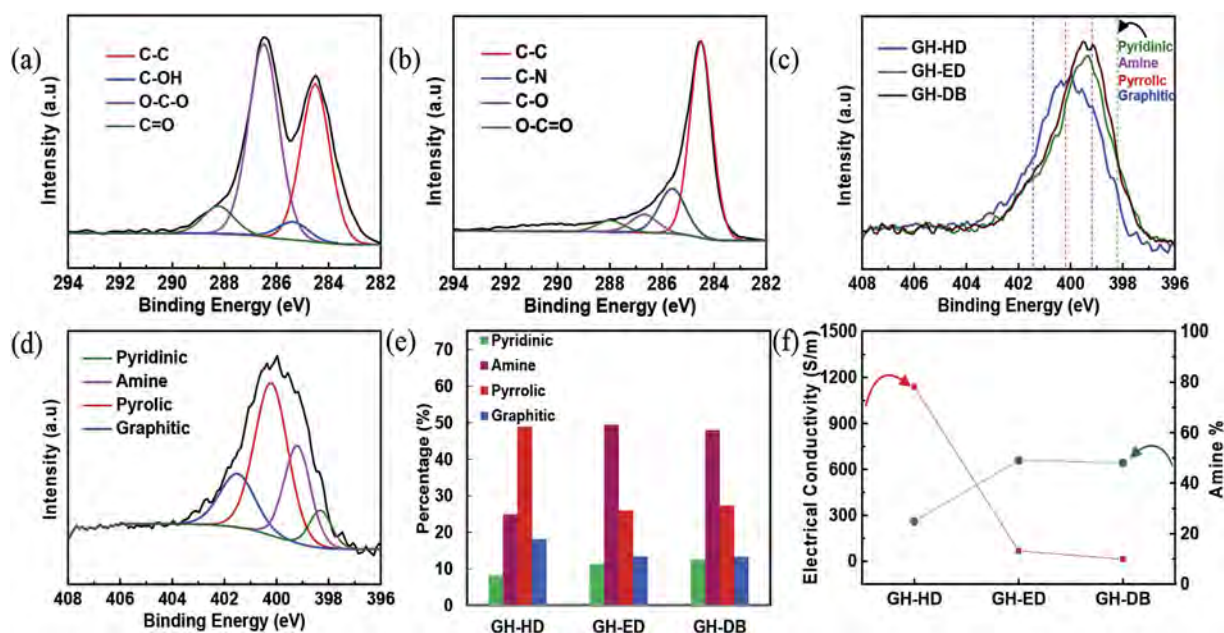 (a)
C-C
C-OH
O-C-O
C=O
Intensity (a.u)
294 292 290 288 286 284 282
Binding Energy (eV)
(b)
C-C
C-N
C-O
O-C=O
Intensity (a.u)
294 292 290 288 286 284 282
Binding Energy (eV)
(c)
GH-HD
GH-ED
GH-DB
Pyridinic
Amine
Pyrrolic
Graphitic
Intensity (a.u)
408 406 404 402 400 398 396
Binding Energy (eV)
(d)
Pyridinic
Amine
Pyrolic
Graphitic
Intensity (a.u)
408 406 404 402 400 398 396
Binding Energy (eV)
(e)
Pyridinic
Amine
Pyrrolic
Graphitic
Percentage (%)
70
60
50
40
30
20
10
0
GH-HD GH-ED GH-DB
(f)
Electrical Conductivity (S/m)
1500
1200
900
600
300
0
100
80
60
40
20
0
Amine %
GH-HD GH-ED GH-DB